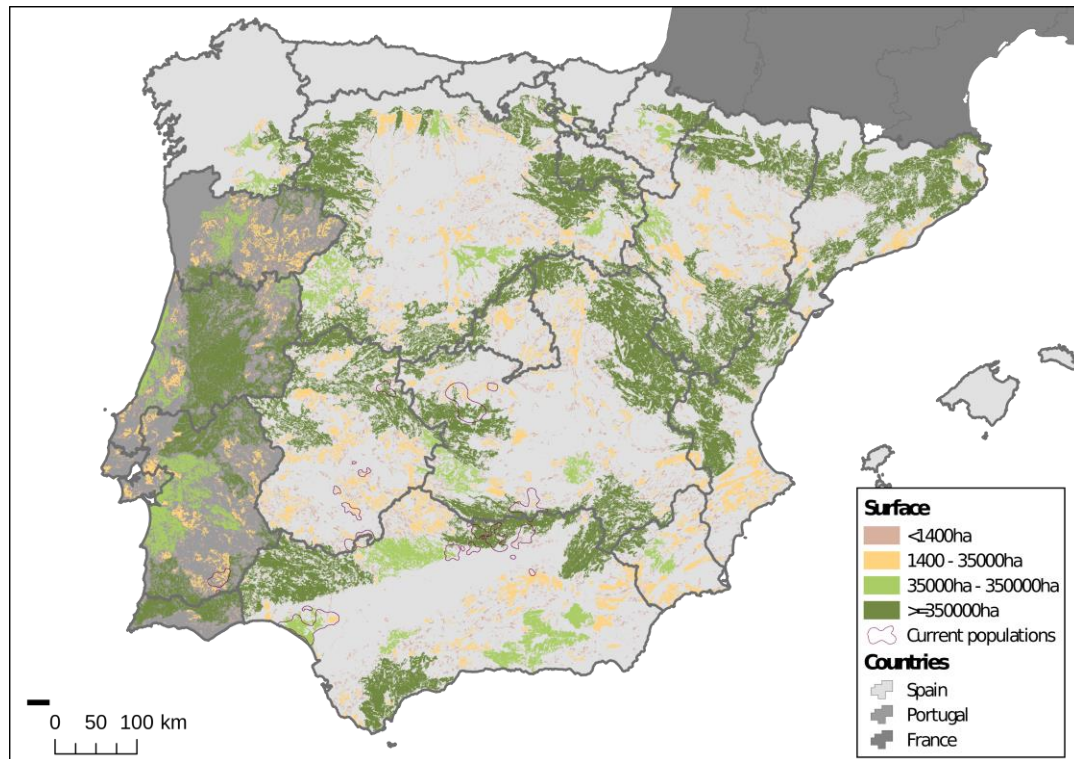 Surface
<1400ha
1400 - 35000ha
35000ha - 350000ha
>=350000ha
Current populations
Countries
Spain
Portugal
France
0 50 100 km